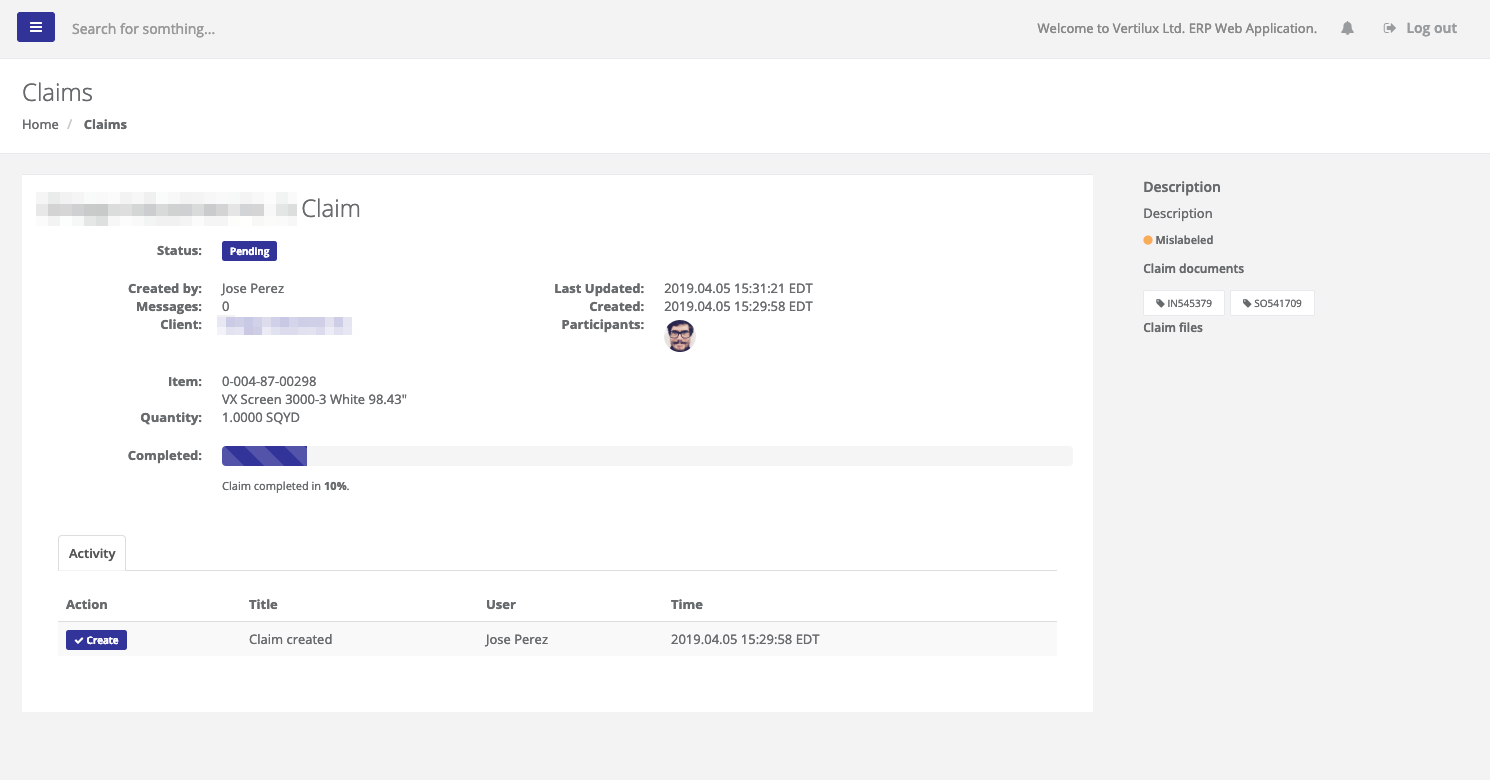 Search for somthing...
Welcome to Vertilux Ltd. ERP Web Application.
Log out
Claims
Home / Claims
Claim
Status: Pending
Created by: Jose Perez
Messages: 0
Client:
Last Updated: 2019.04.05 15:31:21 EDT
Created: 2019.04.05 15:29:58 EDT
Participants:
Item: 0-004-87-00298
VX Screen 3000-3 White 98.43"
Quantity: 1.0000 SQYD
Completed:
Claim completed in 10%.
Activity
Action Title User Time
Create Claim created Jose Perez 2019.04.05 15:29:58 EDT
Description
Description
Mislabeled
Claim documents
IN545379 SO541709
Claim files